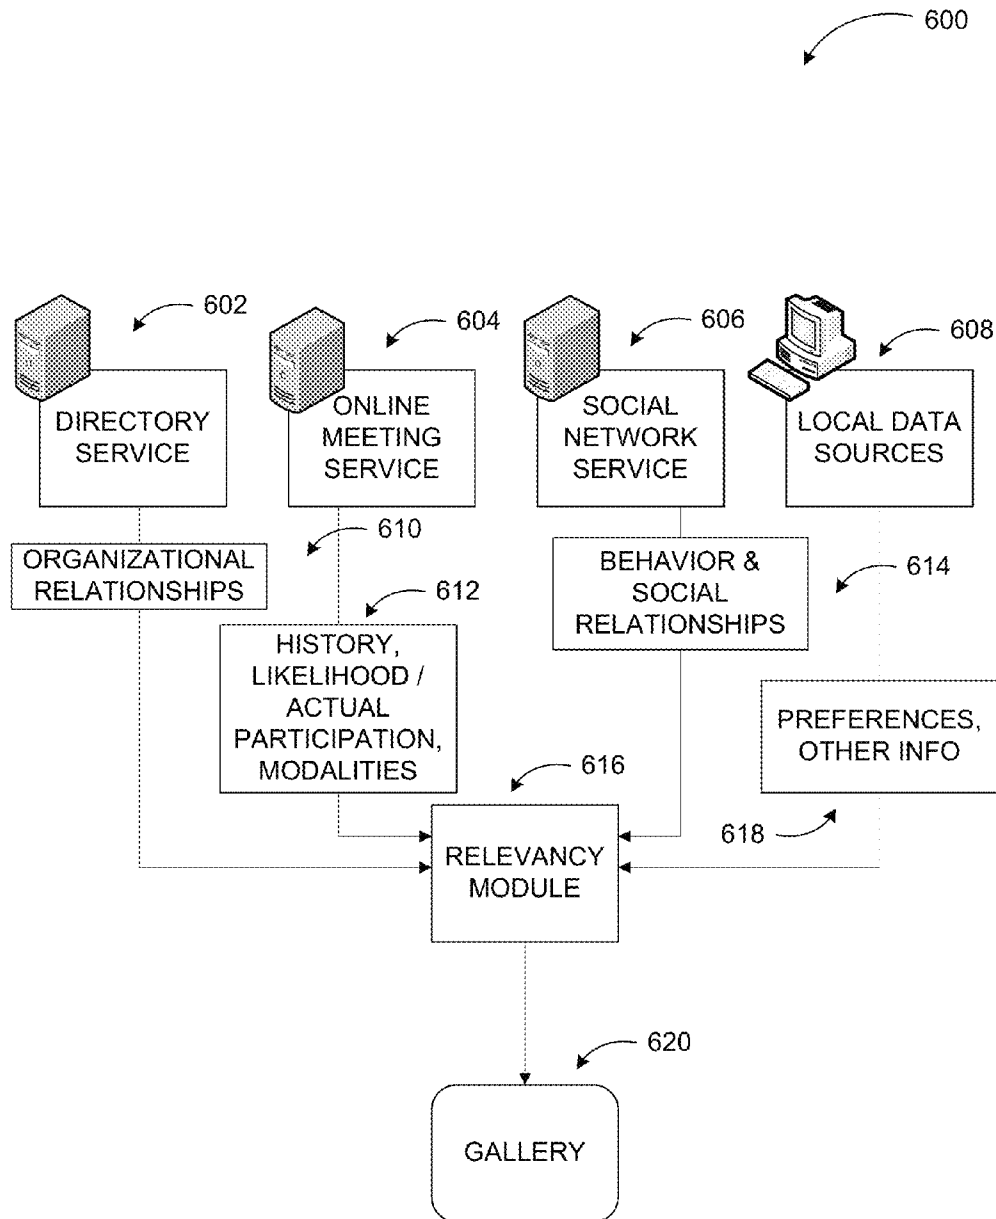 600
602
604
606
608
DIRECTORY
SERVICE
ONLINE
MEETING
SERVICE
SOCIAL
NETWORK
SERVICE
LOCAL DATA
SOURCES
610
ORGANIZATIONAL
RELATIONSHIPS
612
BEHAVIOR &
SOCIAL
RELATIONSHIPS
614
HISTORY,
LIKELIHOOD /
ACTUAL
PARTICIPATION,
MODALITIES
PREFERENCES,
OTHER INFO
616
618
RELEVANCY
MODULE
620
GALLERY